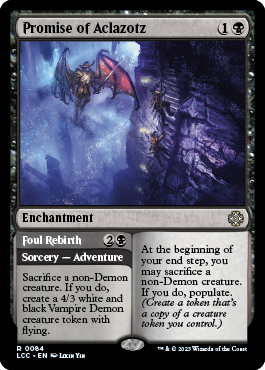 Promise of Aclazotz 1
Enchantment
Foul Rebirth 2
Sorcery — Adventure
Sacrifice a non-Demon
creature. If you do,
create a 4/3 white and
black Vampire Demon
creature token with
flying.
At the beginning of
your end step, you
may sacrifice a
non-Demon creature.
If you do, populate.
(Create a token that's
a copy of a creature
token you control.)
R 0084
LCC • EN Lixin Yin
™ & © 2023 Wizards of the Coast